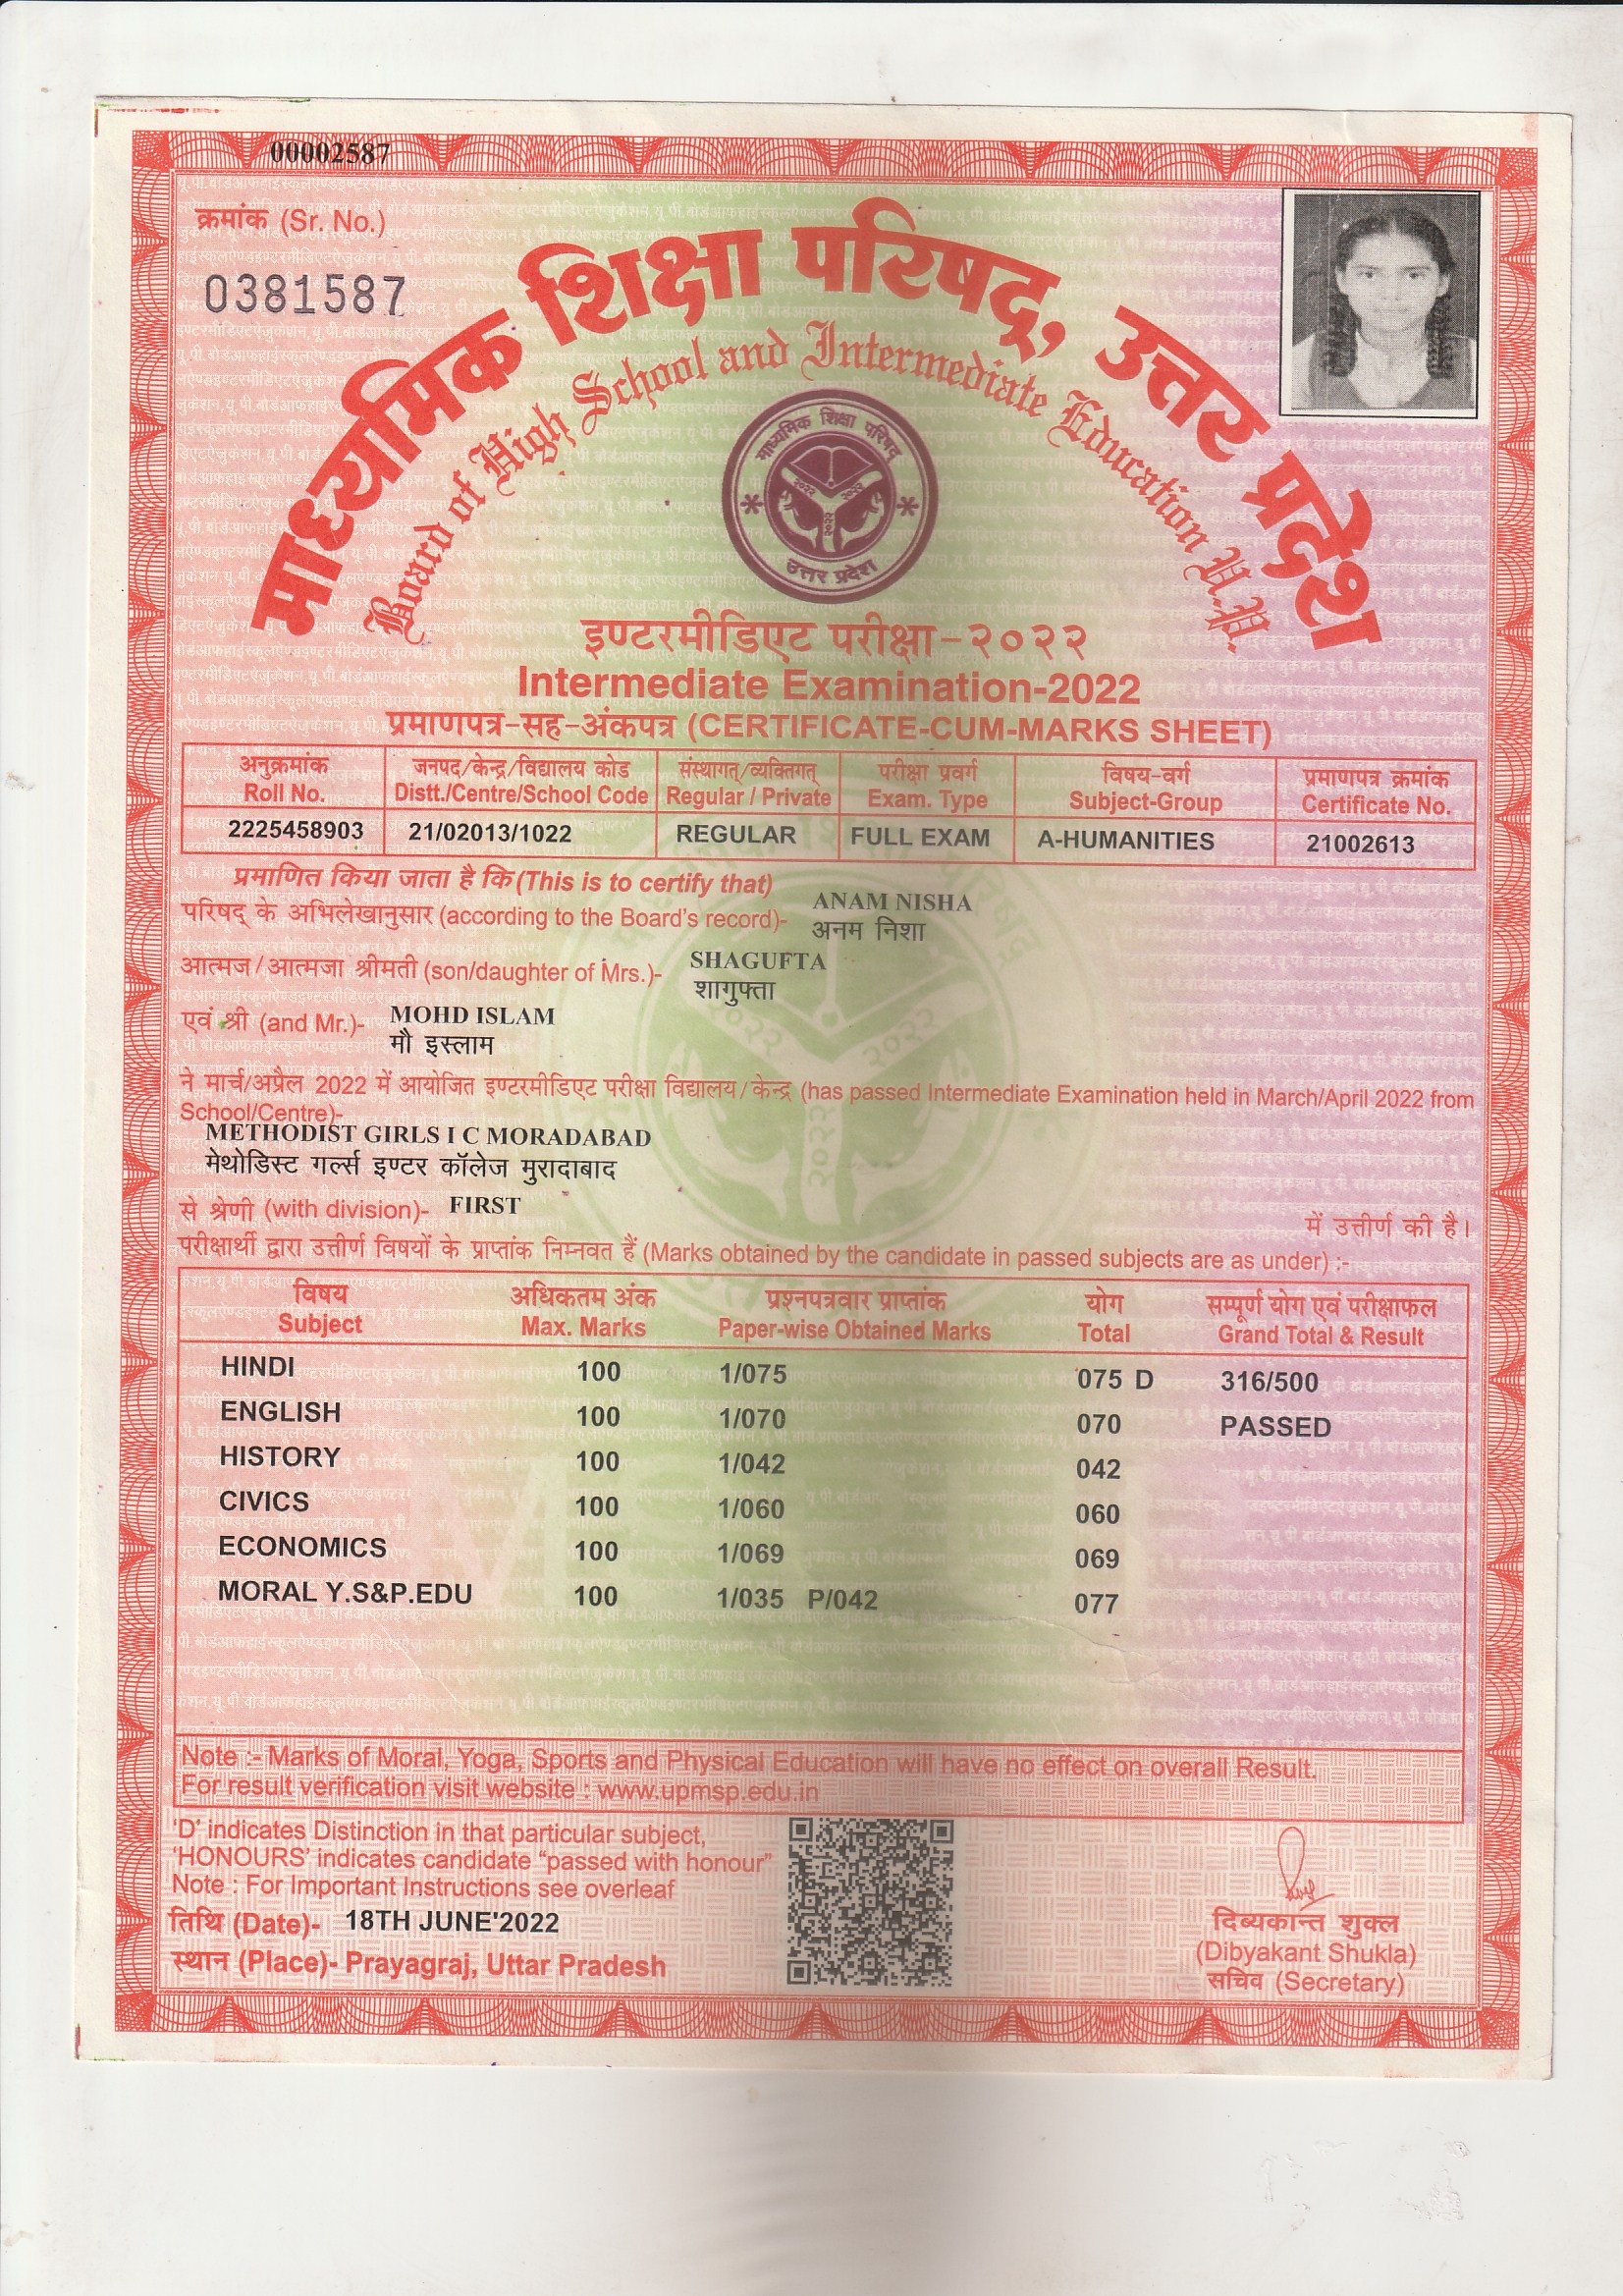 00002587
क्रमांक (Sr. No.)
0381587
माध्यमिक शिक्षा परिषद्, उत्तर प्रदेश
Board of High School and Intermediate Education U.P.
माध्यमिक शिक्षा परिषद्
२०२२ २०२२
२०२२
उत्तर प्रदेश
इण्टरमीडिएट परीक्षा-२०२२
Intermediate Examination-2022
प्रमाणपत्र-सह-अंकपत्र (CERTIFICATE-CUM-MARKS SHEET)
अनुक्रमांक जनपद/केन्द्र/विद्यालय कोड संस्थागत्/व्यक्तिगत् परीक्षा प्रवर्ग विषय-वर्ग प्रमाणपत्र क्रमांक
Roll No. Distt./Centre/School Code Regular / Private Exam. Type Subject-Group Certificate No.
2225458903 21/02013/1022 REGULAR FULL EXAM A-HUMANITIES 21002613
प्रमाणित किया जाता है कि (This is to certify that)
परिषद् के अभिलेखानुसार (according to the Board's record)- ANAM NISHA
अनम निशा
आत्मज/आत्मजा श्रीमती (son/daughter of Mrs.)- SHAGUFTA
शागुफ्ता
एवं श्री (and Mr.)- MOHD ISLAM
मौ इस्लाम
ने मार्च/अप्रैल 2022 में आयोजित इण्टरमीडिएट परीक्षा विद्यालय/केन्द्र (has passed Intermediate Examination held in March/April 2022 from
School/Centre)-
METHODIST GIRLS I C MORADABAD
मेथोडिस्ट गर्ल्स इण्टर कॉलेज मुरादाबाद
से श्रेणी (with division)- FIRST में उत्तीर्ण की है।
परीक्षार्थी द्वारा उत्तीर्ण विषयों के प्राप्तांक निम्नवत हैं (Marks obtained by the candidate in passed subjects are as under) :-
विषय अधिकतम अंक प्रश्नपत्रवार प्राप्तांक योग सम्पूर्ण योग एवं परीक्षाफल
Subject Max. Marks Paper-wise Obtained Marks Total Grand Total & Result
HINDI 100 1/075 075 D 316/500
ENGLISH 100 1/070 070 PASSED
HISTORY 100 1/042 042
CIVICS 100 1/060 060
ECONOMICS 100 1/069 069
MORAL Y.S&P.EDU 100 1/035 P/042 077
Note :- Marks of Moral, Yoga, Sports and Physical Education will have no effect on overall Result.
For result verification visit website : www.upmsp.edu.in
'D' indicates Distinction in that particular subject,
'HONOURS' indicates candidate "passed with honour"
Note : For Important Instructions see overleaf
तिथि (Date)- 18TH JUNE'2022
स्थान (Place)- Prayagraj, Uttar Pradesh
दिब्यकान्त शुक्ल
(Dibyakant Shukla)
सचिव (Secretary)